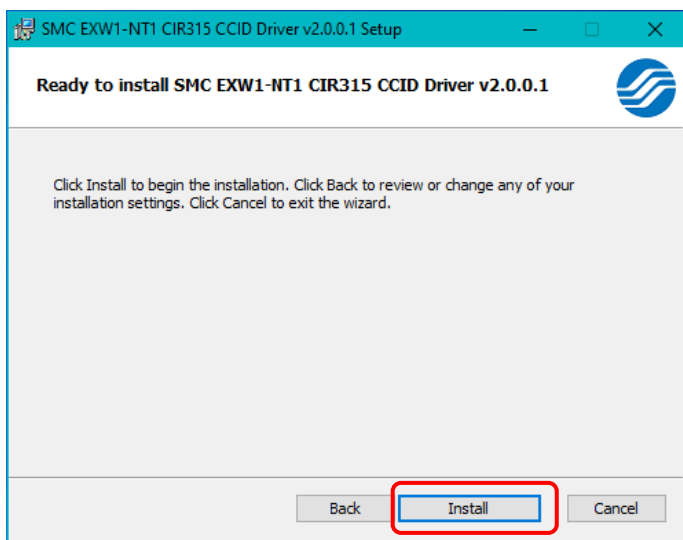 SMC EXW1-NT1 CIR315 CCID Driver v2.0.0.1 Setup
Ready to install SMC EXW1-NT1 CIR315 CCID Driver v2.0.0.1
Click Install to begin the installation. Click Back to review or change any of your
installation settings. Click Cancel to exit the wizard.
Back Install Cancel